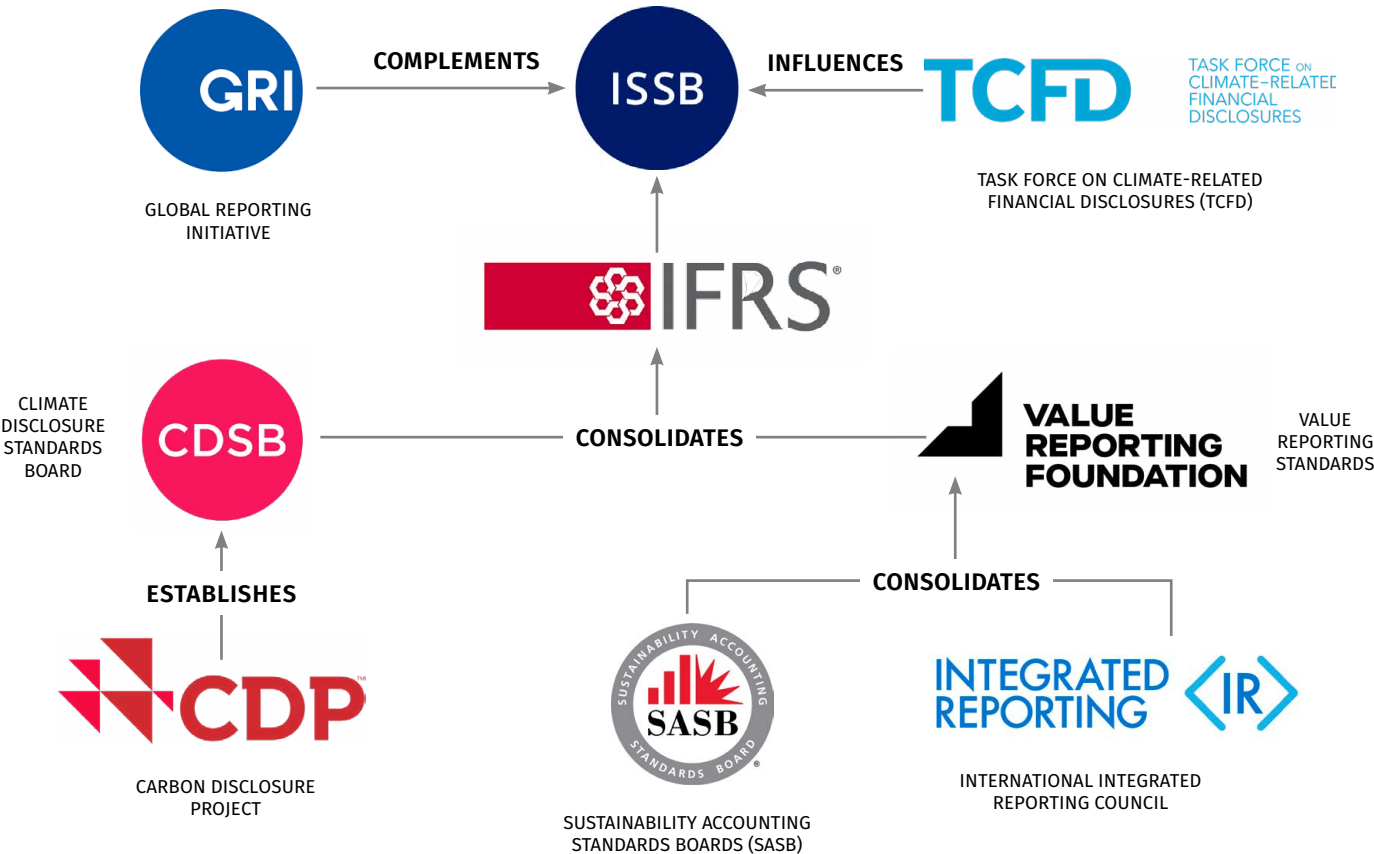 GRI
COMPLEMENTS
ISSB
INFLUENCES
TCFD
TASK FORCE ON
CLIMATE-RELATED
FINANCIAL
DISCLOSURES
GLOBAL REPORTING
INITIATIVE
TASK FORCE ON CLIMATE-RELATED
FINANCIAL DISCLOSURES (TCFD)
IFRS®
CLIMATE
DISCLOSURE
STANDARDS
BOARD
CDSB
CONSOLIDATES
VALUE
REPORTING
FOUNDATION
VALUE
REPORTING
STANDARDS
ESTABLISHES
CONSOLIDATES
CDP™
CARBON DISCLOSURE
PROJECT
SUSTAINABILITY ACCOUNTING
SASB
STANDARDS BOARD ®
SUSTAINABILITY ACCOUNTING
STANDARDS BOARDS (SASB)
INTEGRATED
REPORTING
<IR>
INTERNATIONAL INTEGRATED
REPORTING COUNCIL